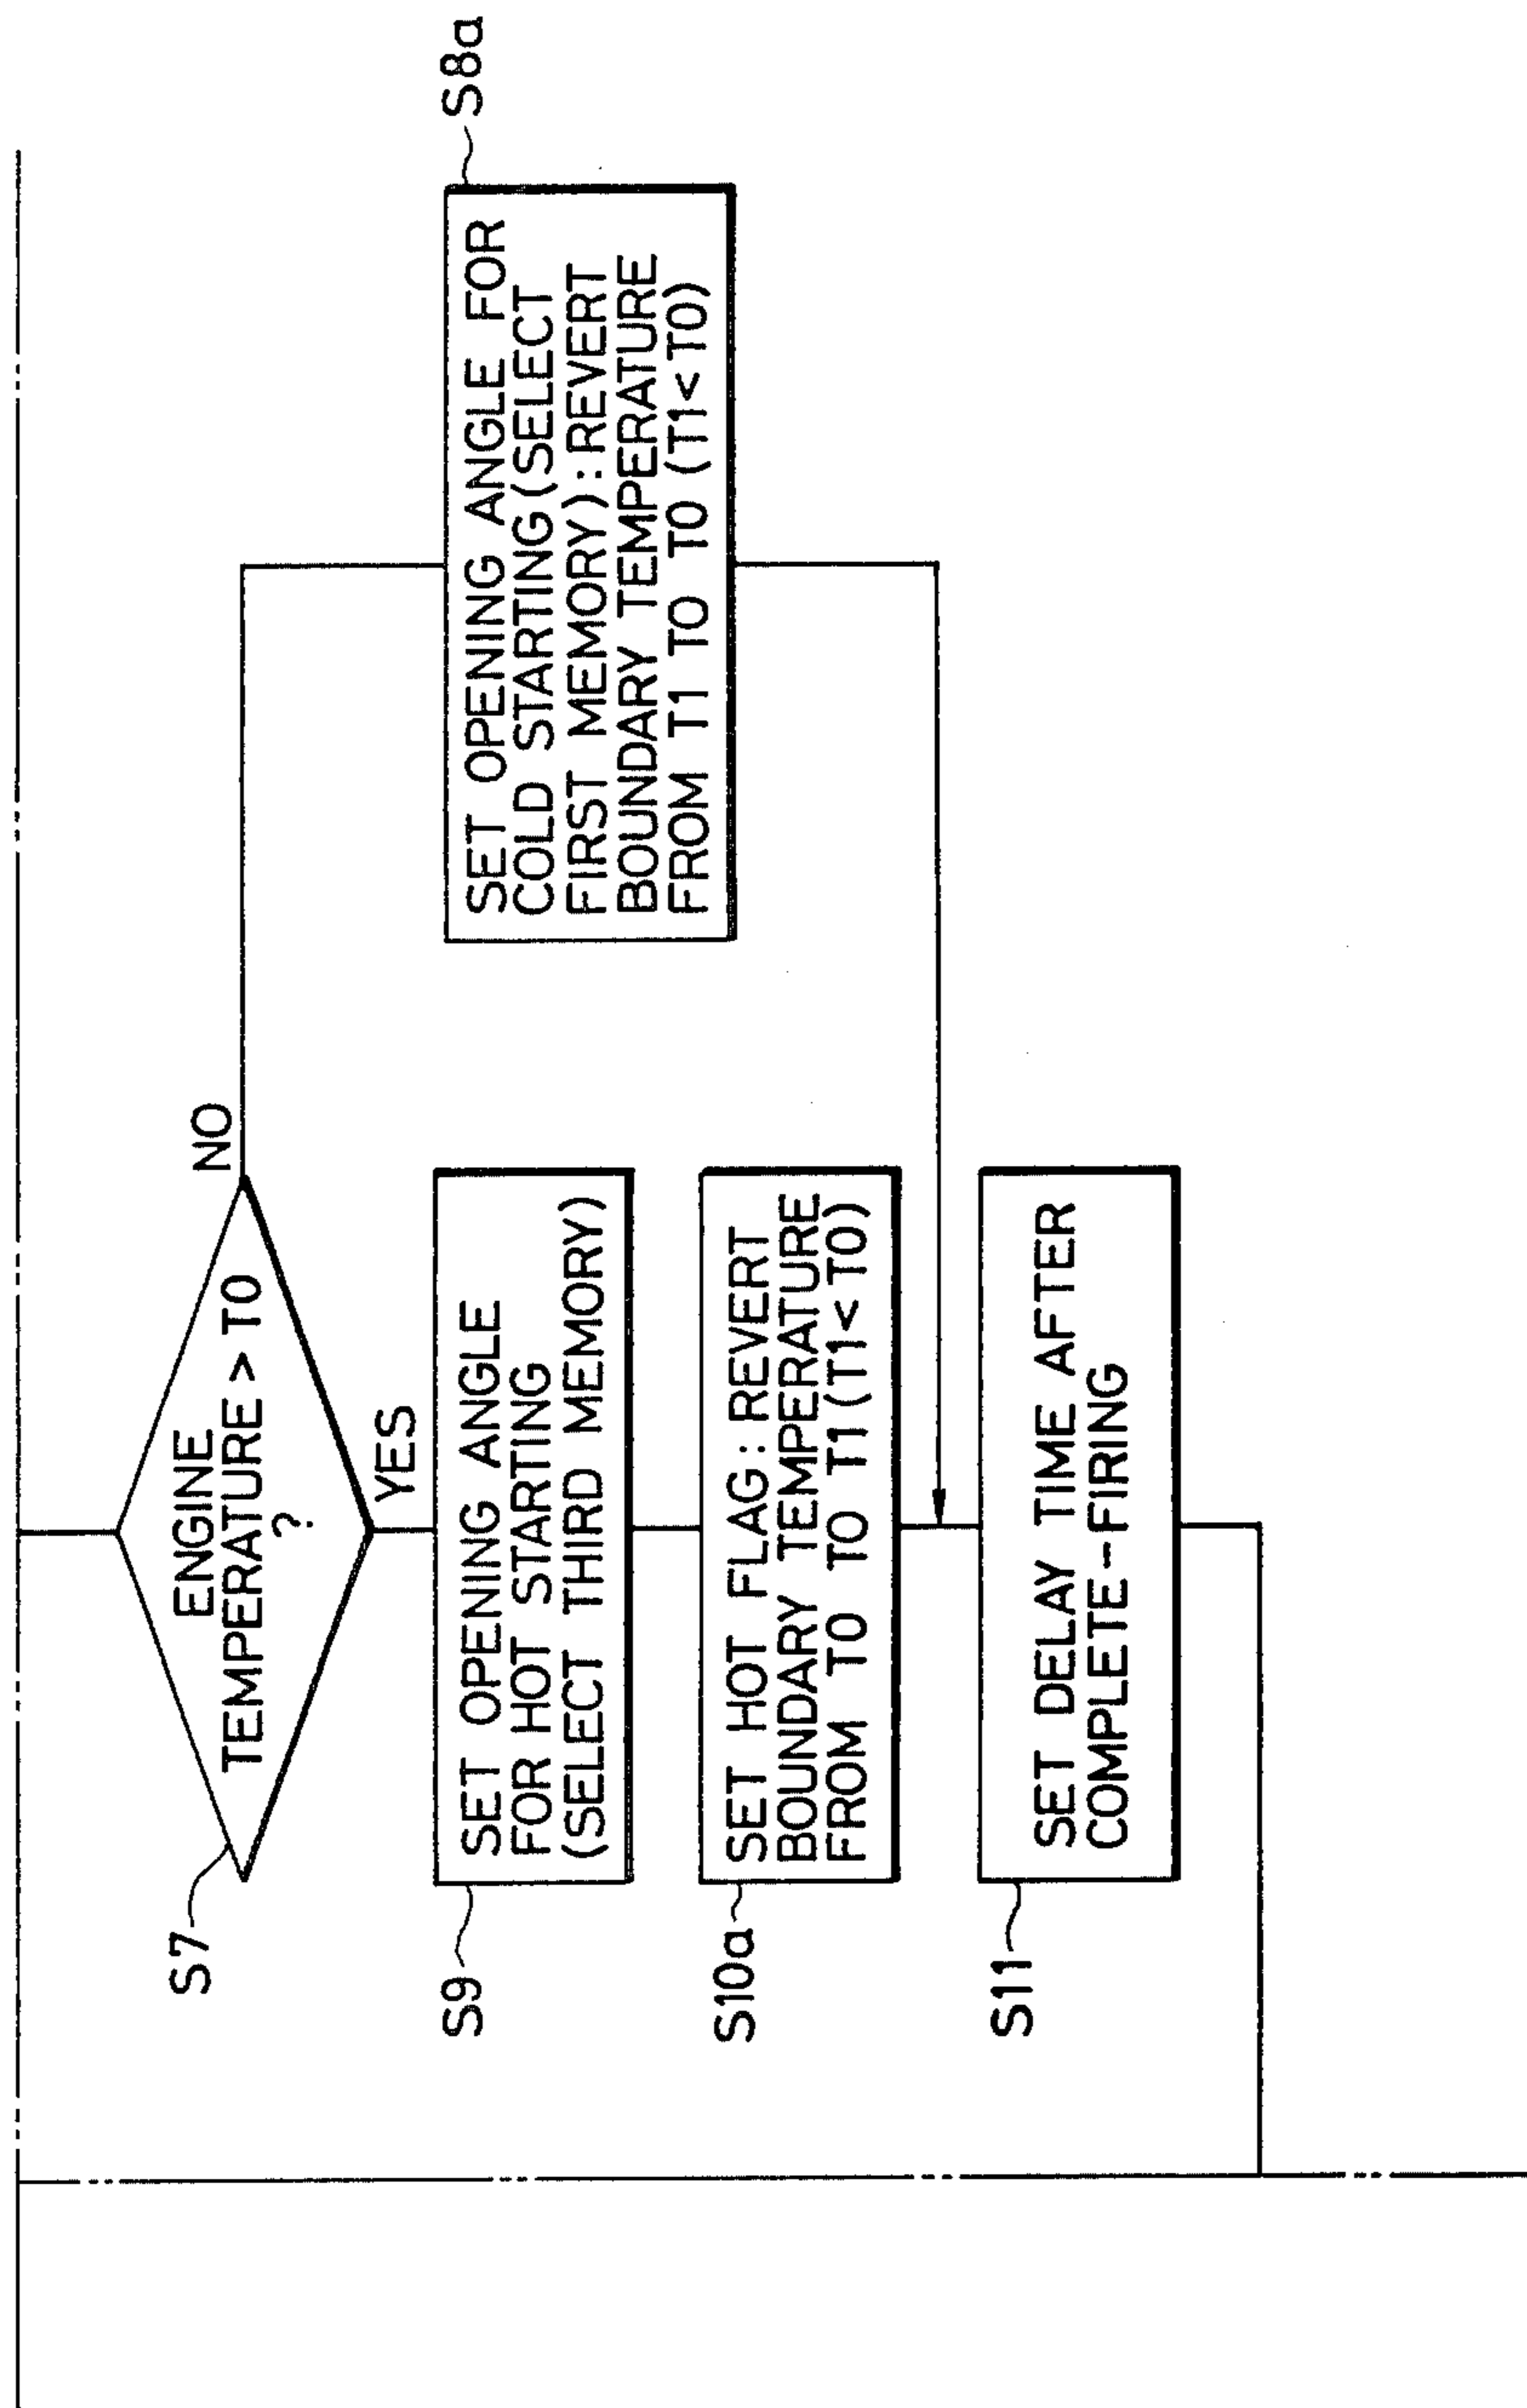 S7
ENGINE
TEMPERATURE > T0
?
NO
YES
S9
SET OPENING ANGLE
FOR HOT STARTING
(SELECT THIRD MEMORY)
S8a
SET OPENING ANGLE FOR
COLD STARTING (SELECT
FIRST MEMORY) : REVERT
BOUNDARY TEMPERATURE
FROM T1 TO T0 (T1<T0)
S10a
SET HOT FLAG : REVERT
BOUNDARY TEMPERATURE
FROM T0 TO T1 (T1<T0)
S11
SET DELAY TIME AFTER
COMPLETE-FIRING